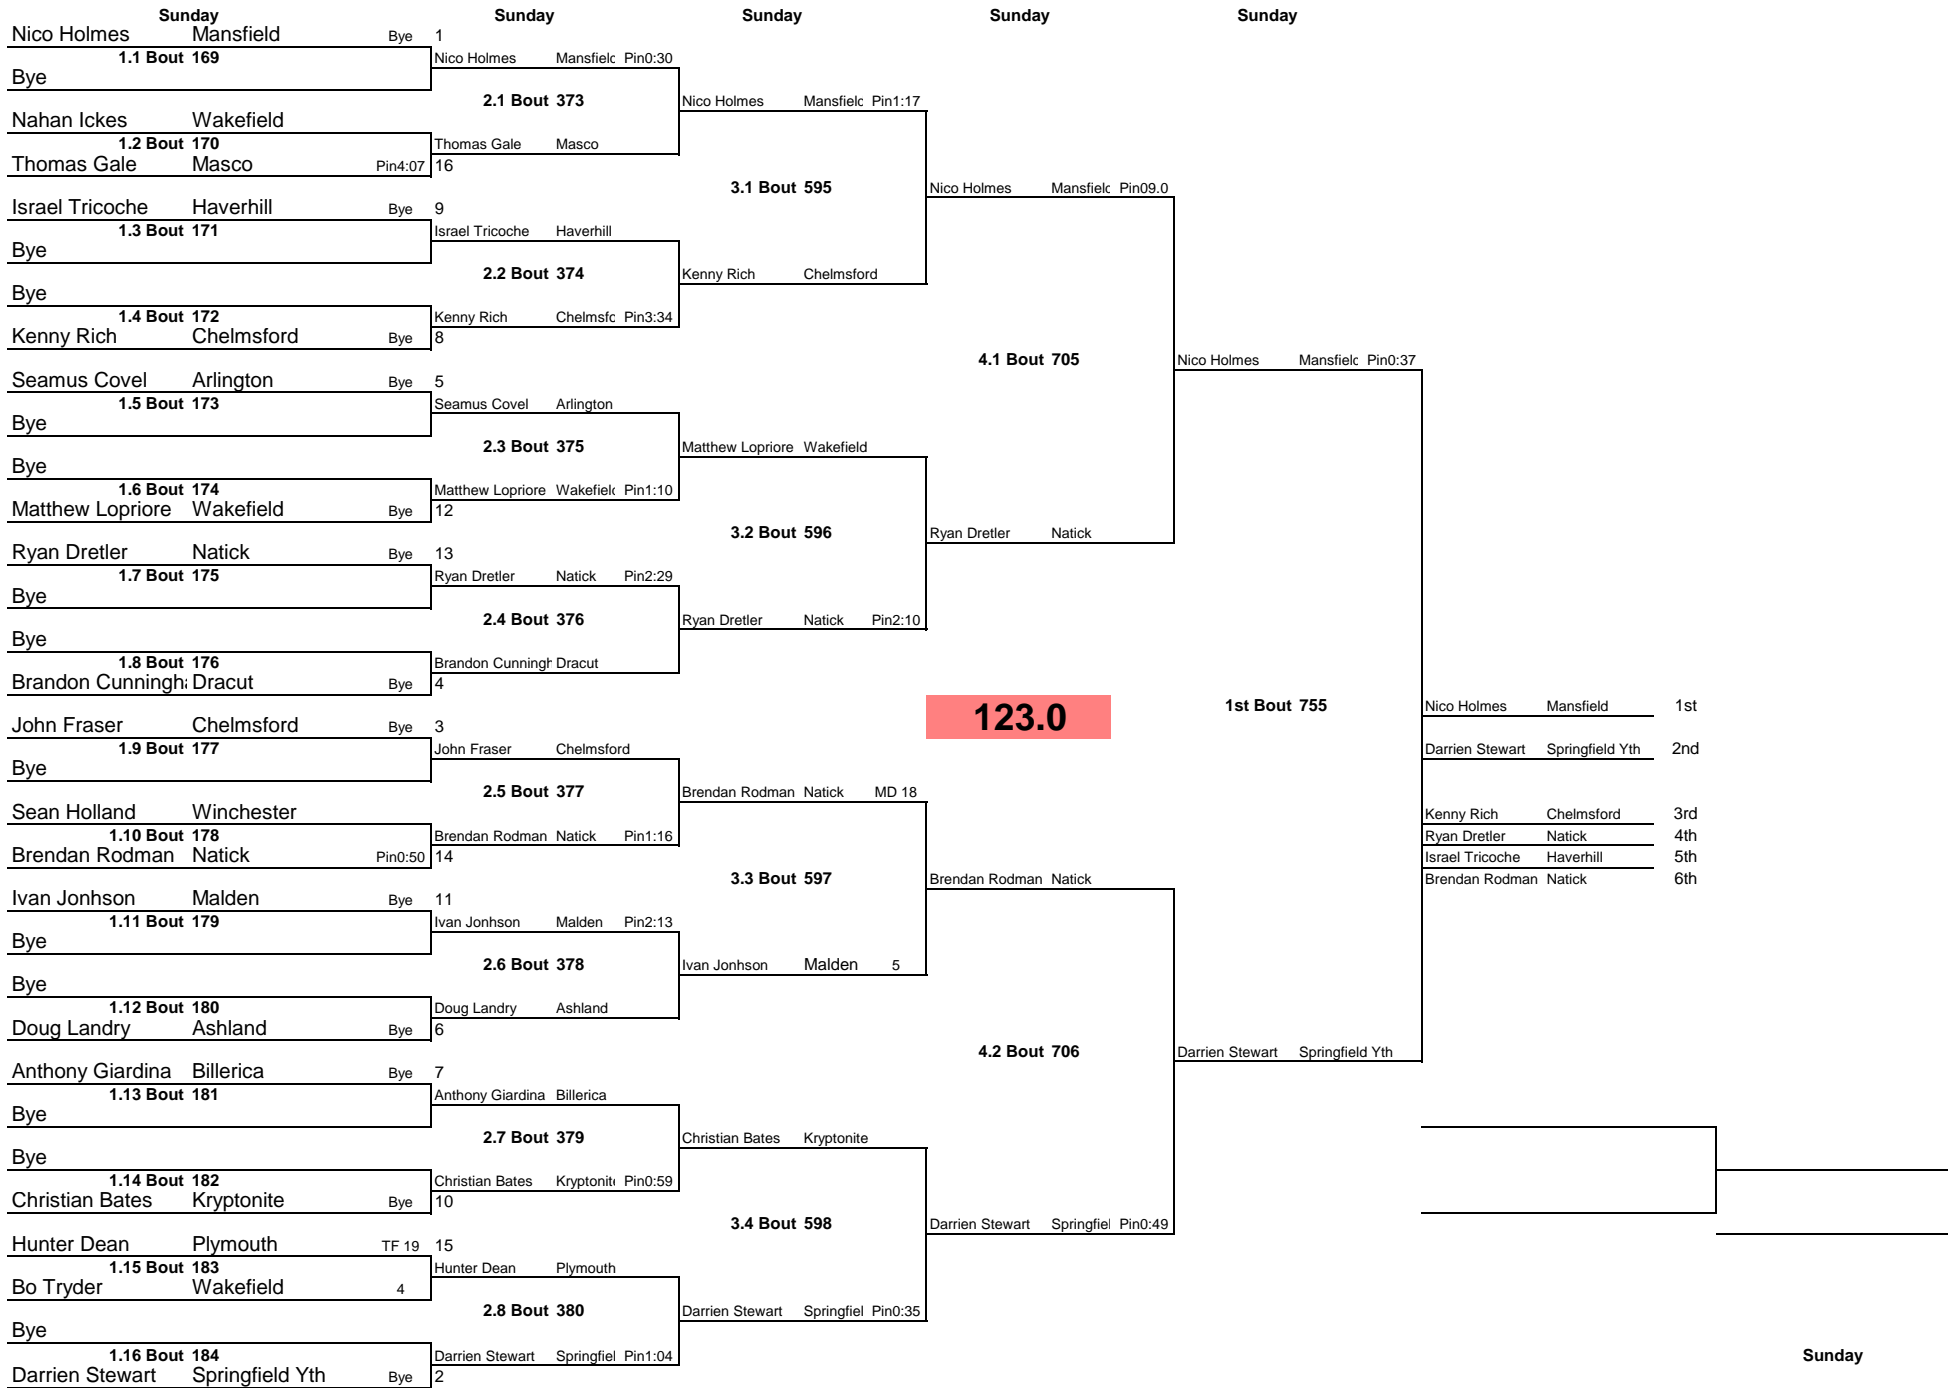 Sunday Sunday Sunday Sunday Sunday
Nico Holmes Mansfield Bye 1
1.1 Bout 169 Nico Holmes Mansfielc Pin0:30
Bye
2.1 Bout 373 Nico Holmes Mansfielc Pin1:17
Nahan Ickes Wakefield
1.2 Bout 170 Thomas Gale Masco
Thomas Gale Masco Pin4:07 16
3.1 Bout 595 Nico Holmes Mansfielc Pin09.0
Israel Tricoche Haverhill Bye 9
1.3 Bout 171 Israel Tricoche Haverhill
Bye
2.2 Bout 374 Kenny Rich Chelmsford
Bye
1.4 Bout 172 Kenny Rich Chelmsfc Pin3:34
Kenny Rich Chelmsford Bye 8
4.1 Bout 705 Nico Holmes Mansfielc Pin0:37
Seamus Covel Arlington Bye 5
1.5 Bout 173 Seamus Covel Arlington
Bye
2.3 Bout 375 Matthew Lopriore Wakefield
Bye
1.6 Bout 174 Matthew Lopriore Wakefielc Pin1:10
Matthew Lopriore Wakefield Bye 12
3.2 Bout 596 Ryan Dretler Natick
Ryan Dretler Natick Bye 13
1.7 Bout 175 Ryan Dretler Natick Pin2:29
Bye
2.4 Bout 376 Ryan Dretler Natick Pin2:10
Bye
1.8 Bout 176 Brandon Cunningh Dracut
Brandon Cunningha Dracut Bye 4
1st Bout 755 Nico Holmes Mansfield 1st
123.0
John Fraser Chelmsford Bye 3
1.9 Bout 177 John Fraser Chelmsford Darrien Stewart Springfield Yth 2nd
Bye
2.5 Bout 377 Brendan Rodman Natick MD 18
Sean Holland Winchester Kenny Rich Chelmsford 3rd
1.10 Bout 178 Brendan Rodman Natick Pin1:16 Ryan Dretler Natick 4th
Brendan Rodman Natick Pin0:50 14 Israel Tricoche Haverhill 5th
3.3 Bout 597 Brendan Rodman Natick Brendan Rodman Natick 6th
Ivan Jonhson Malden Bye 11
1.11 Bout 179 Ivan Jonhson Malden Pin2:13
Bye
2.6 Bout 378 Ivan Jonhson Malden 5
Bye
1.12 Bout 180 Doug Landry Ashland
Doug Landry Ashland Bye 6
4.2 Bout 706 Darrien Stewart Springfield Yth
Anthony Giardina Billerica Bye 7
1.13 Bout 181 Anthony Giardina Billerica
Bye
2.7 Bout 379 Christian Bates Kryptonite
Bye
1.14 Bout 182 Christian Bates Kryptonit Pin0:59
Christian Bates Kryptonite Bye 10
3.4 Bout 598 Darrien Stewart Springfiel Pin0:49
Hunter Dean Plymouth TF 19 15
1.15 Bout 183 Hunter Dean Plymouth
Bo Tryder Wakefield 4
2.8 Bout 380 Darrien Stewart Springfiel Pin0:35
Bye
1.16 Bout 184 Darrien Stewart Springfiel Pin1:04 Sunday
Darrien Stewart Springfield Yth Bye 2